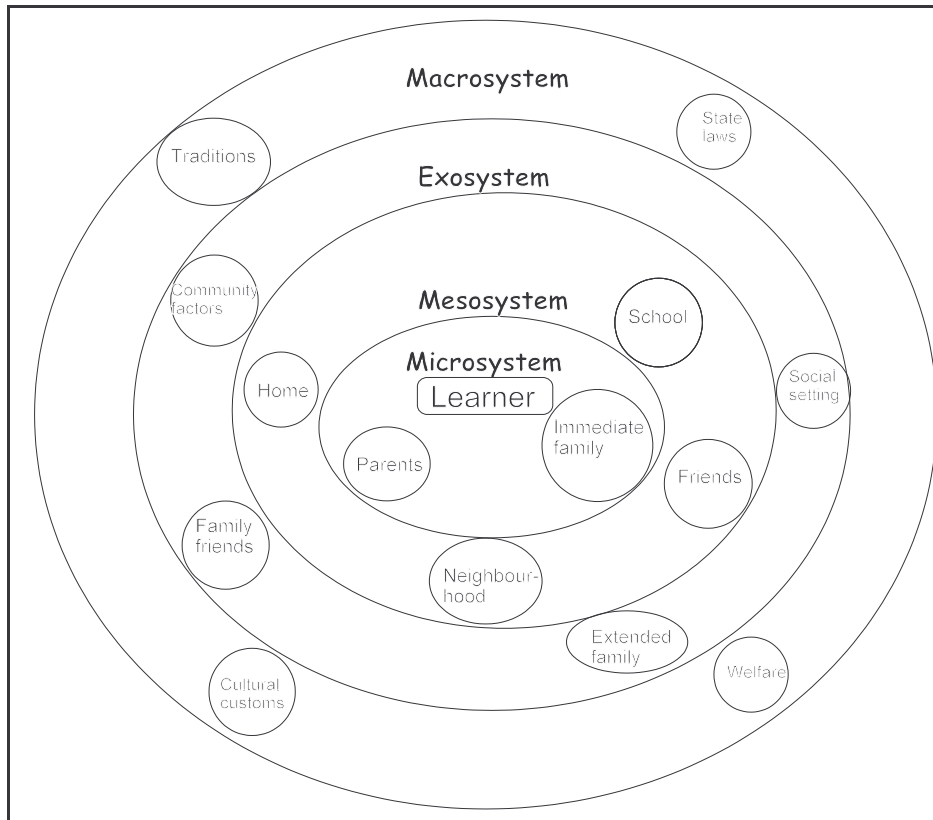 Macrosystem
State
laws
Traditions
Exosystem
Community
factors
Mesosystem
School
Microsystem
Learner
Home
Social
setting
Immediate
family
Parents
Friends
Family
friends
Neighbour-
hood
Extended
family
Welfare
Cultural
customs